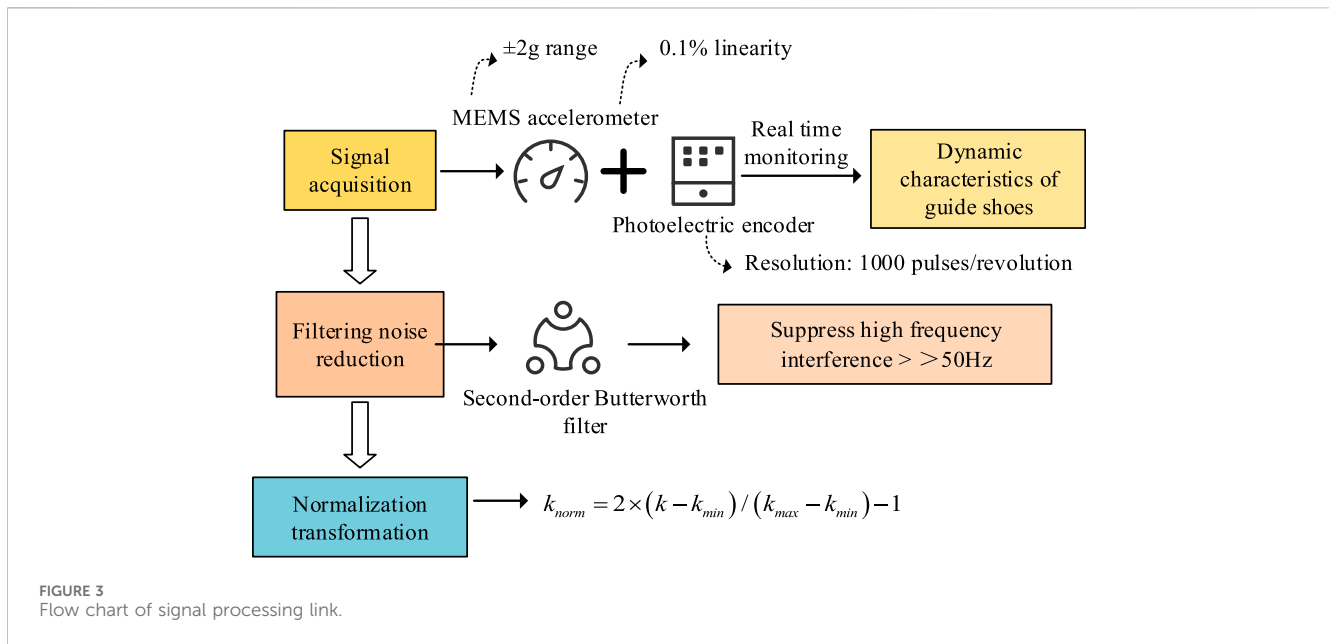 ±2g range
0.1% linearity
MEMS accelerometer
Signal
acquisition
Real time
monitoring
Dynamic
characteristics of
guide shoes
Photoelectric encoder
Resolution: 1000 pulses/revolution
Filtering noise
reduction
Second-order Butterworth
filter
Suppress high frequency
interference > ＞50Hz
Normalization
transformation
k_norm = 2×(k−k_min)/(k_max−k_min)−1
FIGURE 3
Flow chart of signal processing link.